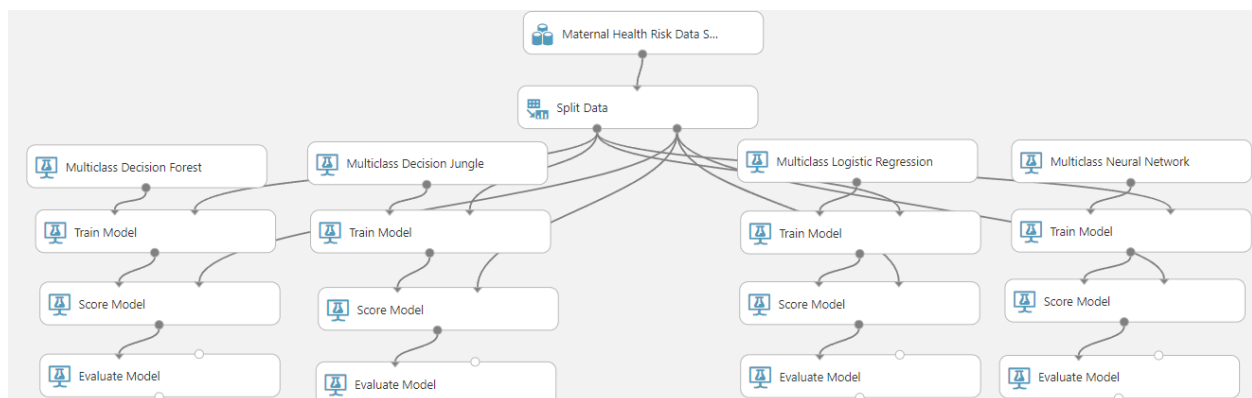 Maternal Health Risk Data S...
Split Data
Multiclass Decision Forest
Multiclass Decision Jungle
Multiclass Logistic Regression
Multiclass Neural Network
Train Model
Train Model
Train Model
Train Model
Score Model
Score Model
Score Model
Score Model
Evaluate Model
Evaluate Model
Evaluate Model
Evaluate Model